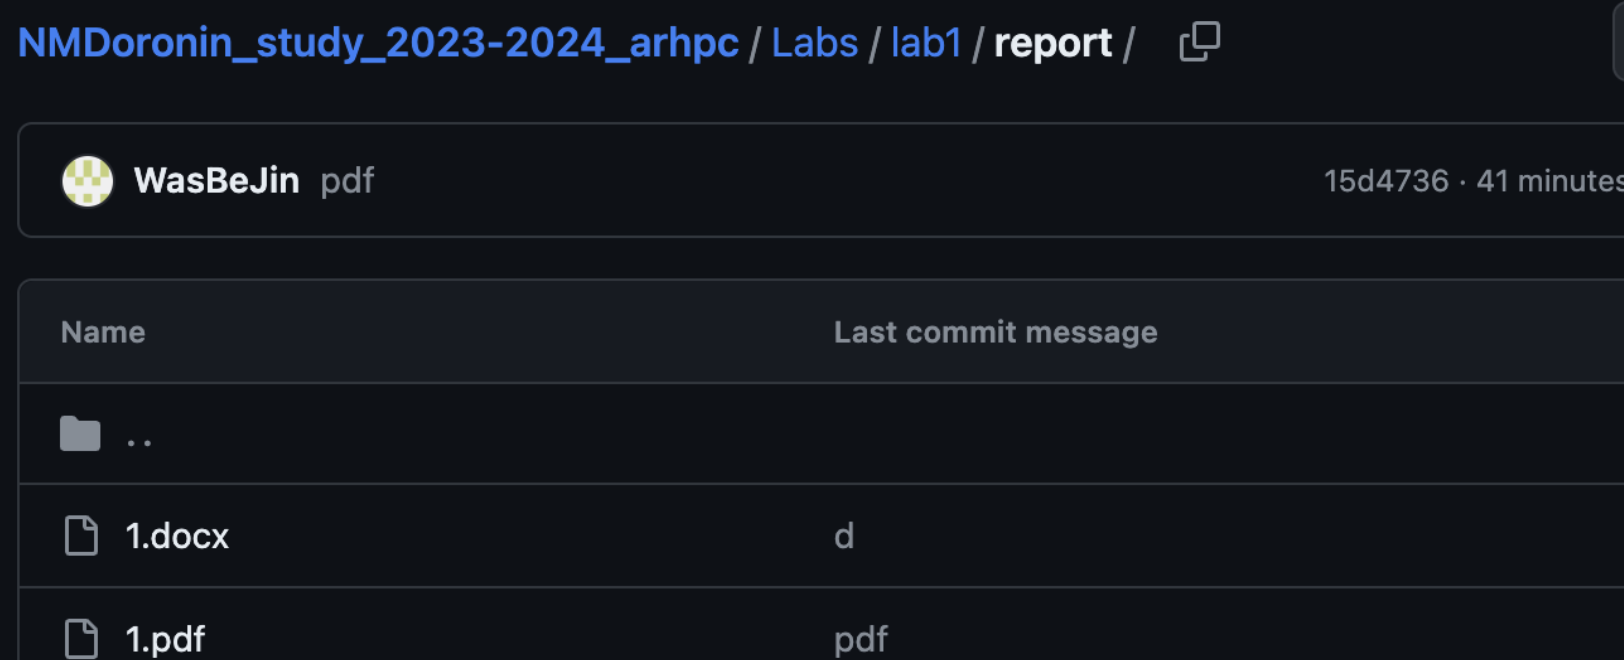 NMDoronin_study_2023-2024_arhpc / Labs / lab1 / report /
WasBeJin pdf 15d4736 · 41 minutes
Name Last commit message
..
1.docx d
1.pdf pdf